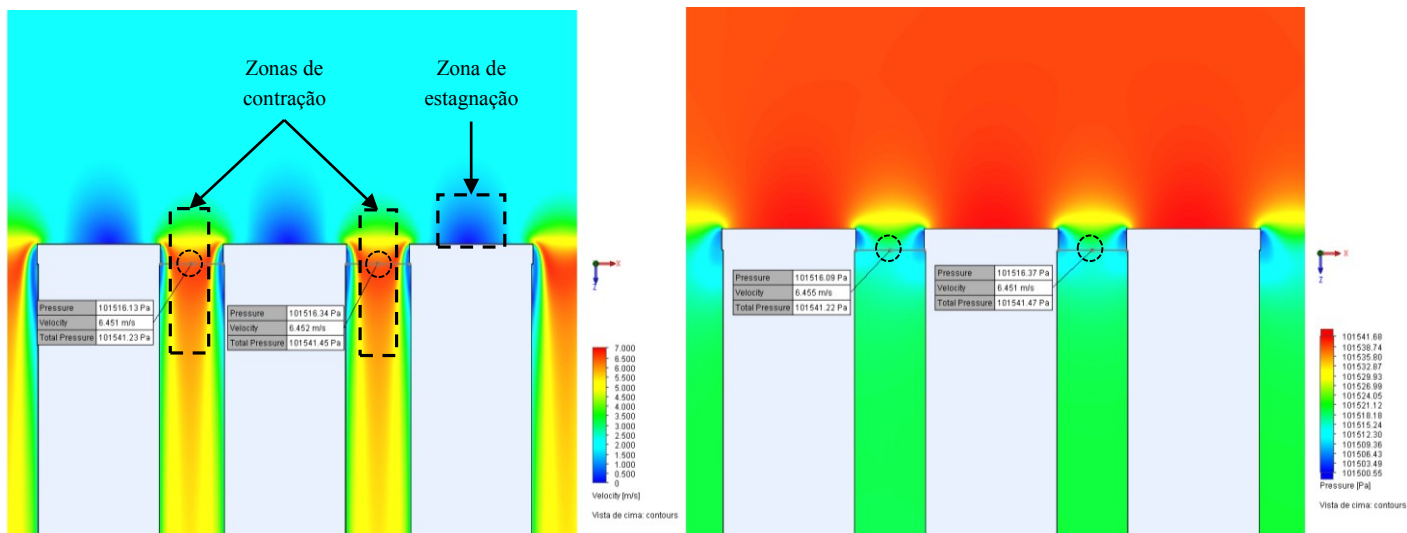 Zonas de
contração
Zona de
estagnação
Pressure 101516.13 Pa
Velocity 6.451 m/s
Total Pressure 101541.23 Pa
Pressure 101516.34 Pa
Velocity 6.452 m/s
Total Pressure 101541.45 Pa
X
Z
7.000
6.500
6.000
5.500
5.000
4.500
4.000
3.500
3.000
2.500
2.000
1.500
1.000
0.500
0
Velocity [m/s]
Vista de cima: contours
Pressure 101516.09 Pa
Velocity 6.455 m/s
Total Pressure 101541.22 Pa
Pressure 101516.37 Pa
Velocity 6.451 m/s
Total Pressure 101541.47 Pa
X
Z
101541.68
101538.74
101535.80
101532.87
101529.93
101526.99
101524.05
101521.12
101518.18
101515.24
101512.30
101509.36
101506.43
101503.49
101500.55
Pressure [Pa]
Vista de cima: contours